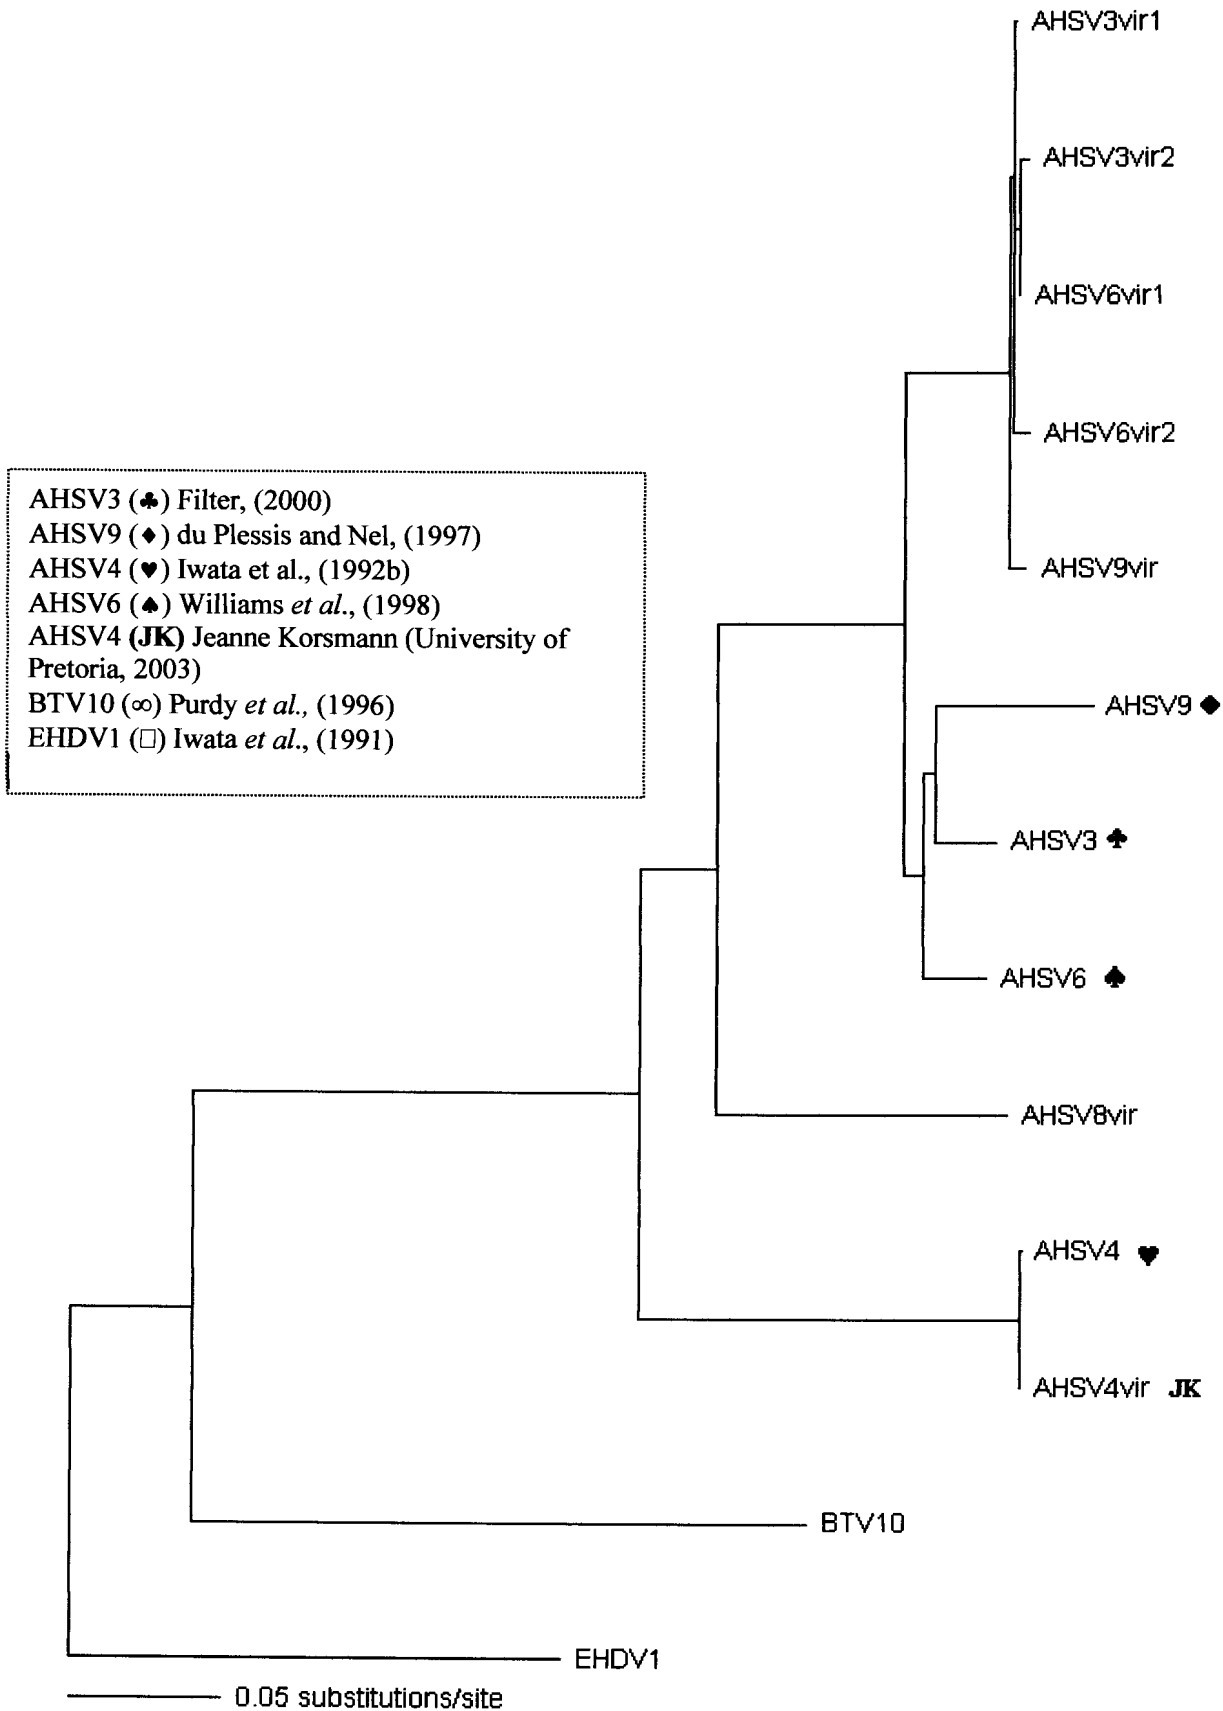 AHSV3vir1
AHSV3vir2
AHSV6vir1
AHSV6vir2
AHSV9vir
AHSV3 (♣) Filter, (2000)
AHSV9 (♦) du Plessis and Nel, (1997)
AHSV4 (♥) Iwata et al., (1992b)
AHSV6 (♠) Williams et al., (1998)
AHSV4 (JK) Jeanne Korsmann (University of
Pretoria, 2003)
BTV10 (∞) Purdy et al., (1996)
EHDV1 (□) Iwata et al., (1991)
AHSV9 ♦
AHSV3 ♣
AHSV6 ♠
AHSV8vir
AHSV4 ♥
AHSV4vir JK
BTV10
EHDV1
0.05 substitutions/site